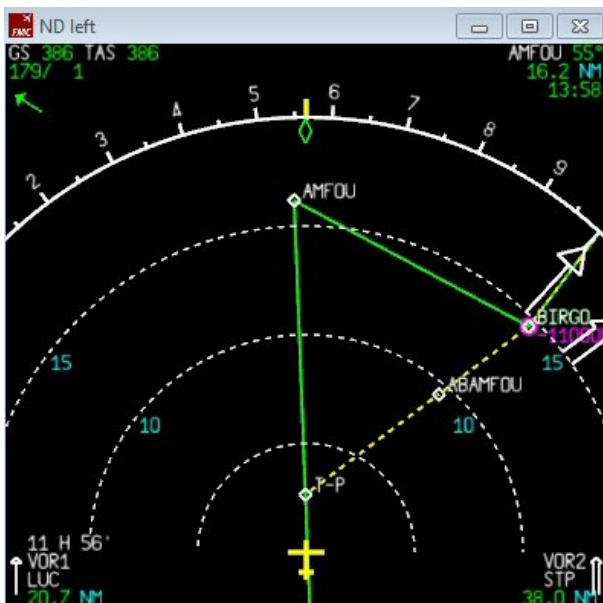 FMC ND left
GS 386 TAS 386
AMFOU 55°
179/ 1
16.2 NM
13:58
2 3 4 5 6 7 8 9
AMFOU
BIRGO
15
15
ABAMFOU
10
10
T-P
11 H 56'
VOR1
VOR2
LUC
STP
20.7 NM
38.0 NM